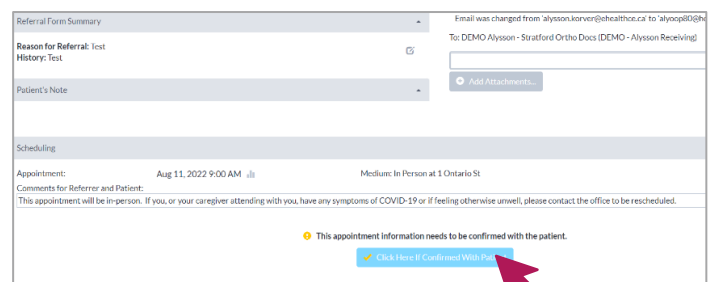 Referral Form Summary
Reason for Referral: Test
History: Test
Patient's Note
Email was changed from 'alysson.korver@ehealthce.ca' to 'alyoop80@h
To: DEMO Alysson - Stratford Ortho Docs (DEMO - Alysson Receiving)
Add Attachments...
Scheduling
Appointment: Aug 11, 2022 9:00 AM Medium: In Person at 1 Ontario St
Comments for Referrer and Patient:
This appointment will be in-person. If you, or your caregiver attending with you, have any symptoms of COVID-19 or if feeling otherwise unwell, please contact the office to be rescheduled.
This appointment information needs to be confirmed with the patient.
Click Here If Confirmed With